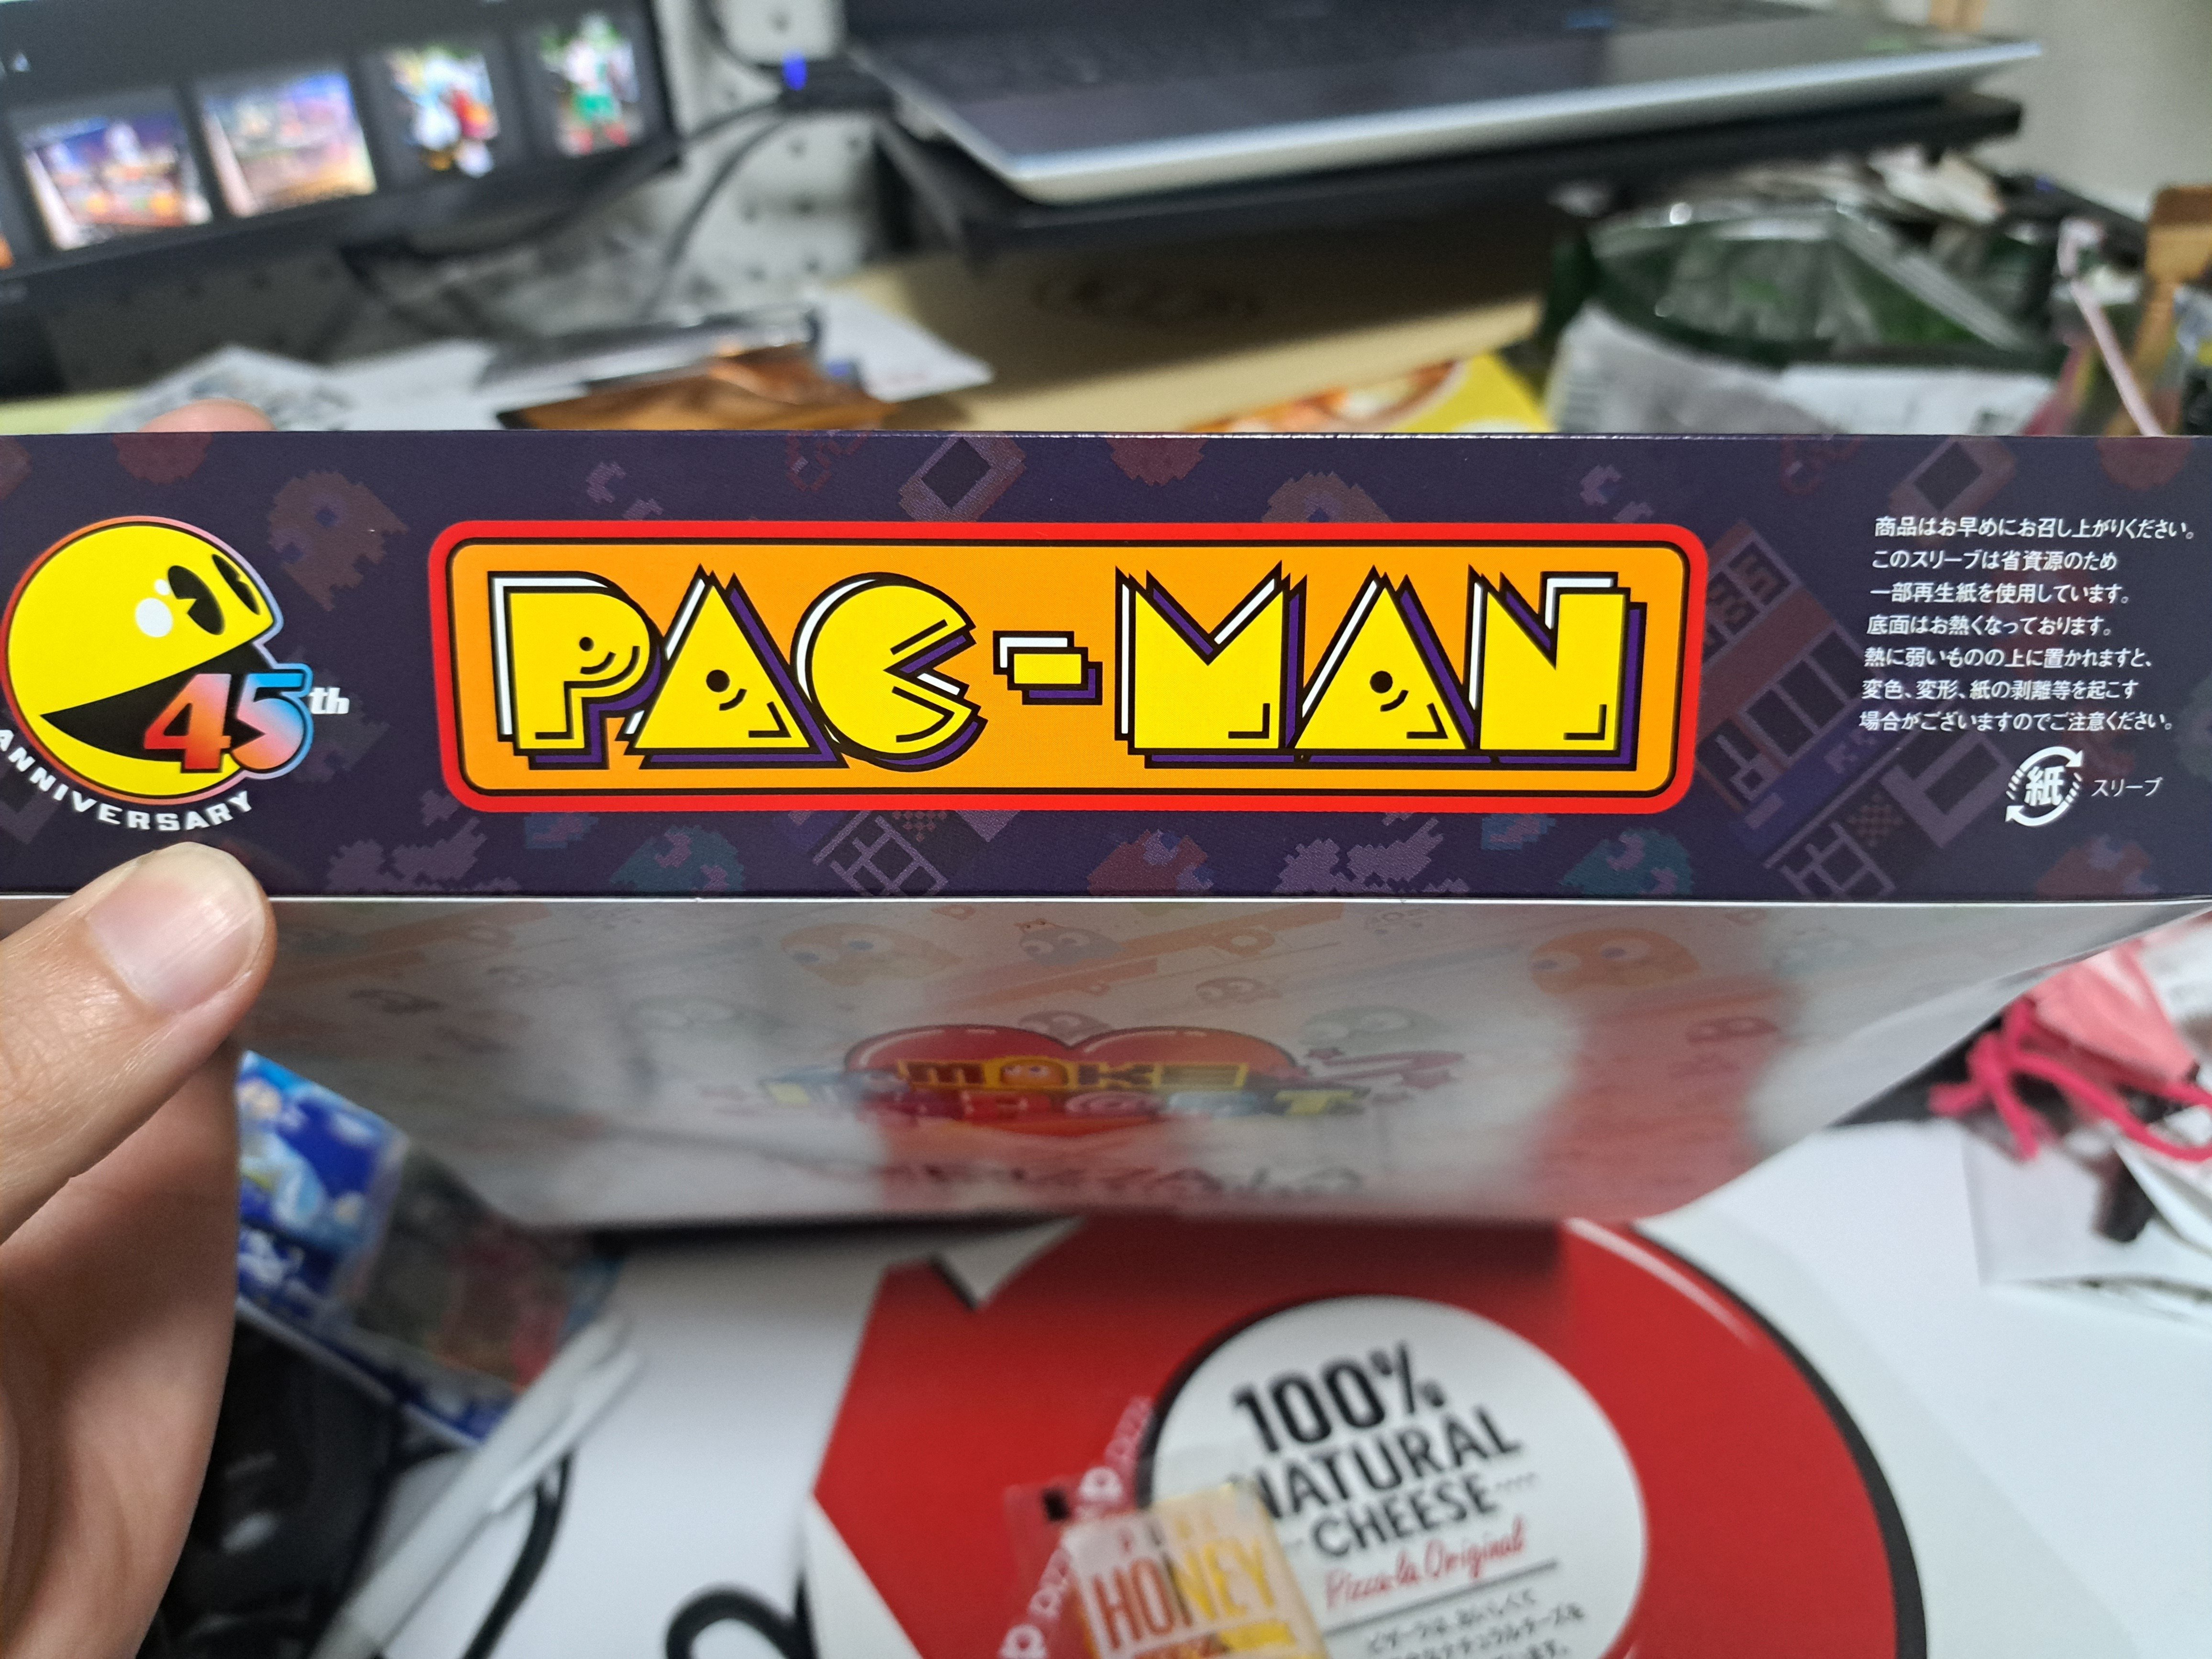 45th
ANNIVERSARY
PAC-MAN
商品はお早めにお召し上がりください。
このスリーブは省資源のため
一部再生紙を使用しています。
底面はお熱くなっております。
熱に弱いものの上に置かれますと、
変色、変形、紙の剥離等を起こす
場合がございますのでご注意ください。
紙 スリーブ
MAKE
PIZZA-LA
100%
NATURAL
CHEESE
Pizza-la Original
PURE
HONEY